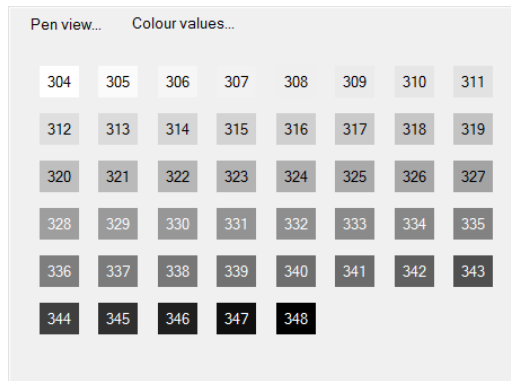 Pen view... Colour values...
304 305 306 307 308 309 310 311
312 313 314 315 316 317 318 319
320 321 322 323 324 325 326 327
328 329 330 331 332 333 334 335
336 337 338 339 340 341 342 343
344 345 346 347 348